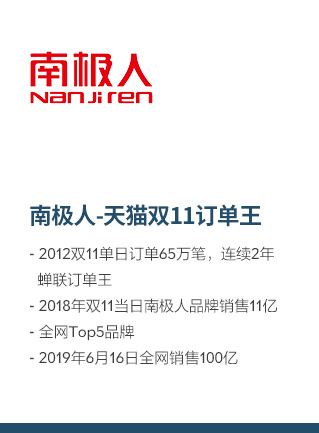 南极人
Nanjiren
南极人-天猫双11订单王
- 2012双11单日订单65万笔，连续2年
蝉联订单王
- 2018年双11当日南极人品牌销售11亿
- 全网Top5品牌
- 2019年6月16日全网销售100亿